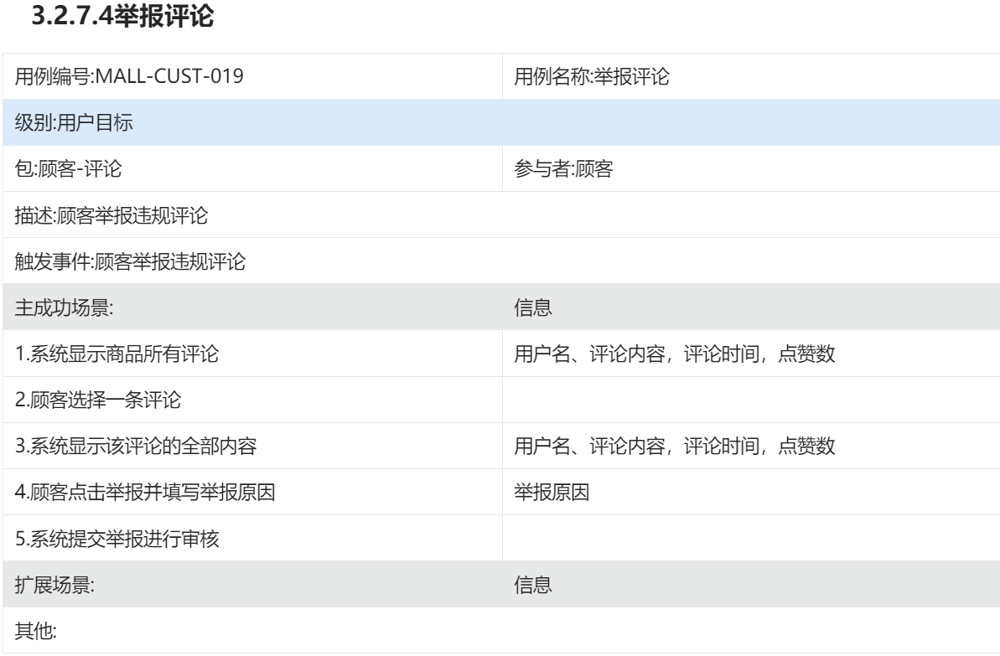 3.2.7.4举报评论
用例编号:MALL-CUST-019
用例名称:举报评论
级别:用户目标
包:顾客-评论
参与者:顾客
描述:顾客举报违规评论
触发事件:顾客举报违规评论
主成功场景:
信息
1.系统显示商品所有评论
用户名、评论内容，评论时间，点赞数
2.顾客选择一条评论
3.系统显示该评论的全部内容
用户名、评论内容，评论时间，点赞数
4.顾客点击举报并填写举报原因
举报原因
5.系统提交举报进行审核
扩展场景:
信息
其他: